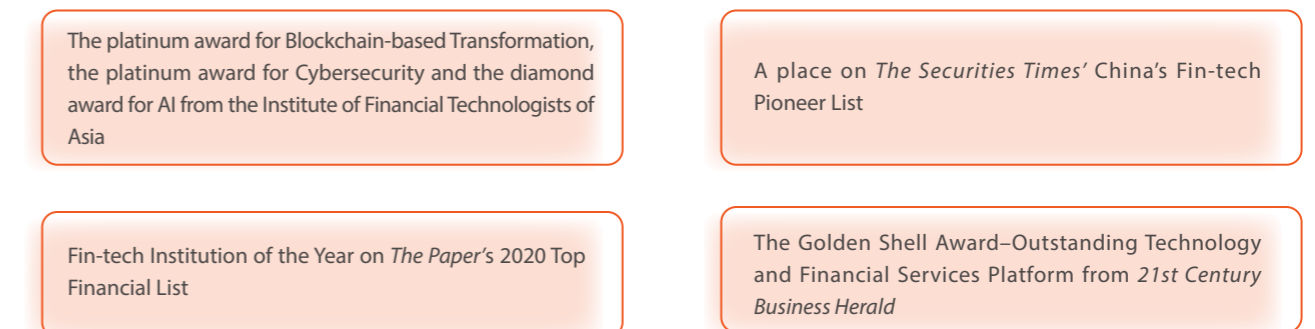 The platinum award for Blockchain-based Transformation,
the platinum award for Cybersecurity and the diamond
award for AI from the Institute of Financial Technologists of
Asia
A place on The Securities Times’ China’s Fin-tech
Pioneer List
Fin-tech Institution of the Year on The Paper’s 2020 Top
Financial List
The Golden Shell Award–Outstanding Technology
and Financial Services Platform from 21st Century
Business Herald